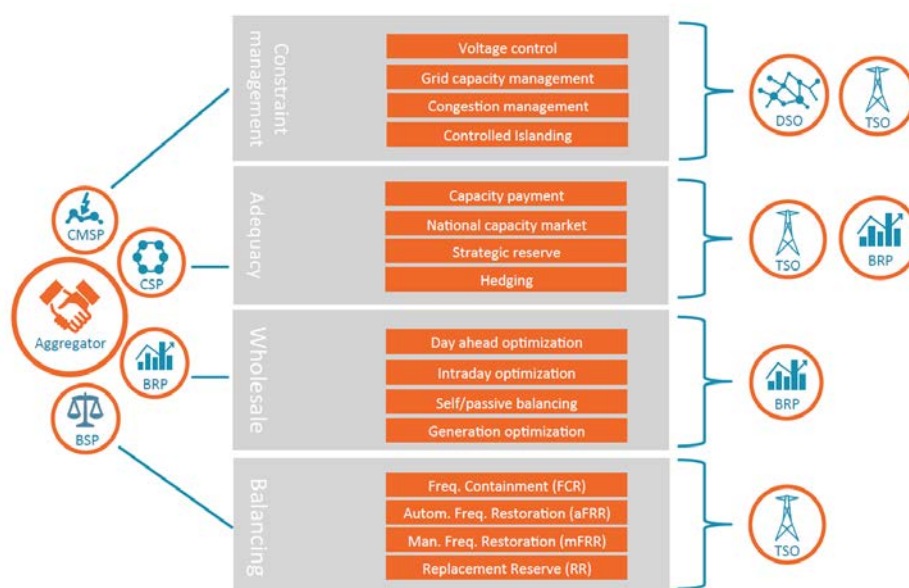 Constraint
management
Voltage control
Grid capacity management
Congestion management
Controlled Islanding
DSO
TSO
CMSP
Adequacy
Capacity payment
National capacity market
Strategic reserve
Hedging
TSO
BRP
CSP
Aggregator
Wholesale
Day ahead optimization
Intraday optimization
Self/passive balancing
Generation optimization
BRP
BRP
BSP
Balancing
Freq. Containment (FCR)
Autom. Freq. Restoration (aFRR)
Man. Freq. Restoration (mFRR)
Replacement Reserve (RR)
TSO